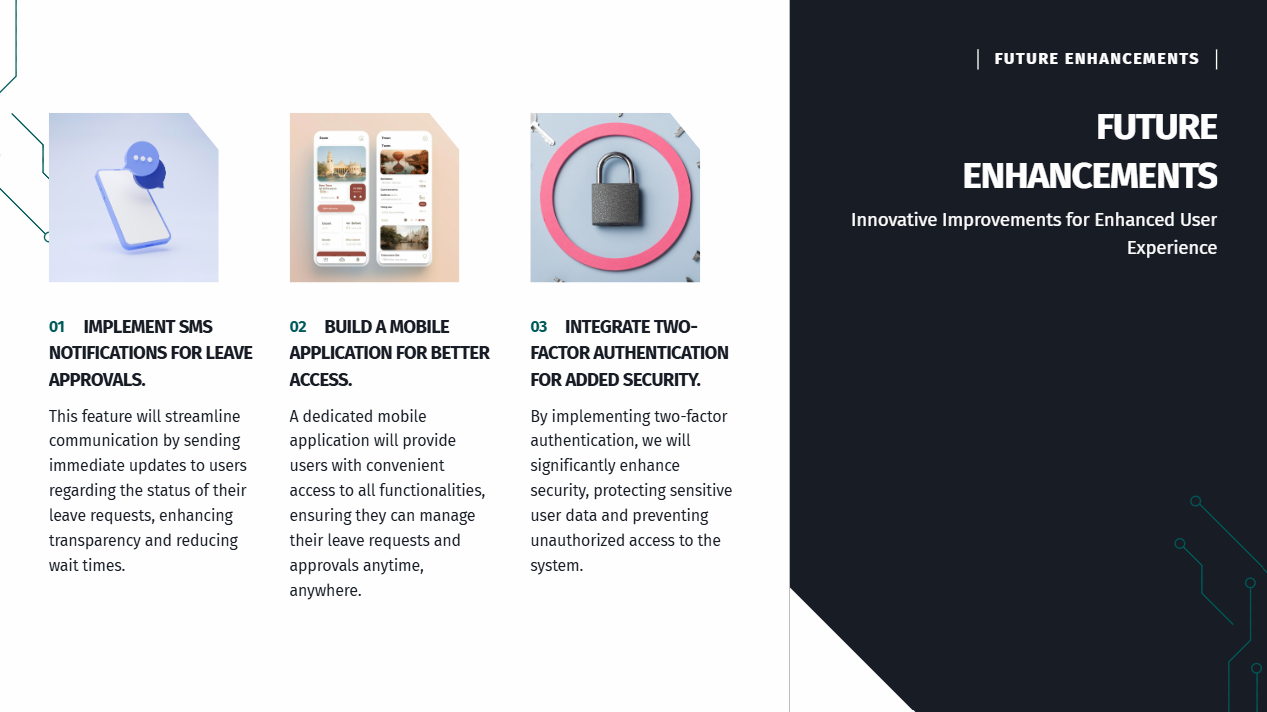 FUTURE ENHANCEMENTS
FUTURE
ENHANCEMENTS
Innovative Improvements for Enhanced User
Experience
01 IMPLEMENT SMS
NOTIFICATIONS FOR LEAVE
APPROVALS.
This feature will streamline
communication by sending
immediate updates to users
regarding the status of their
leave requests, enhancing
transparency and reducing
wait times.
02 BUILD A MOBILE
APPLICATION FOR BETTER
ACCESS.
A dedicated mobile
application will provide
users with convenient
access to all functionalities,
ensuring they can manage
their leave requests and
approvals anytime,
anywhere.
03 INTEGRATE TWO-
FACTOR AUTHENTICATION
FOR ADDED SECURITY.
By implementing two-factor
authentication, we will
significantly enhance
security, protecting sensitive
user data and preventing
unauthorized access to the
system.